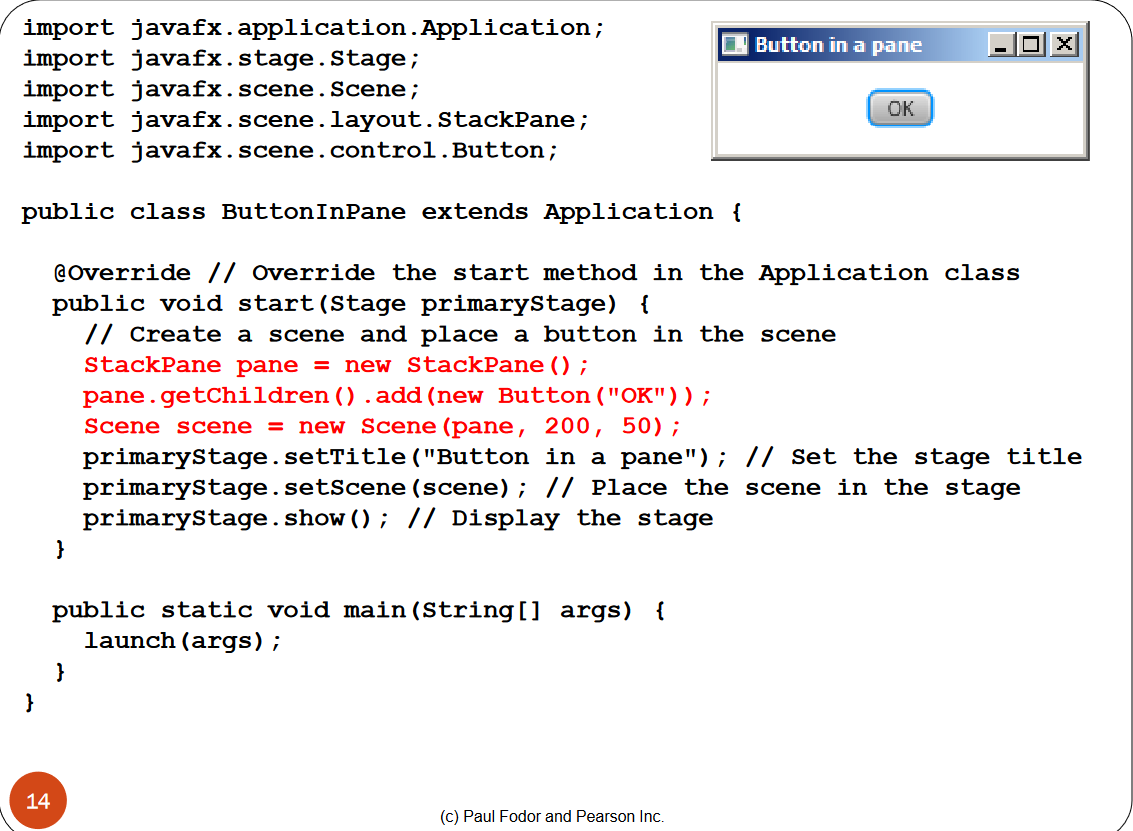 import javafx.application.Application;
import javafx.stage.Stage;
import javafx.scene.Scene;
import javafx.scene.layout.StackPane;
import javafx.scene.control.Button;
Button in a pane
OK
public class ButtonInPane extends Application {
@Override // Override the start method in the Application class
public void start(Stage primaryStage) {
// Create a scene and place a button in the scene
StackPane pane = new StackPane();
pane.getChildren().add(new Button("OK"));
Scene scene = new Scene(pane, 200, 50);
primaryStage.setTitle("Button in a pane"); // Set the stage title
primaryStage.setScene(scene); // Place the scene in the stage
primaryStage.show(); // Display the stage
}
public static void main(String[] args) {
launch(args);
}
}
14
(c) Paul Fodor and Pearson Inc.